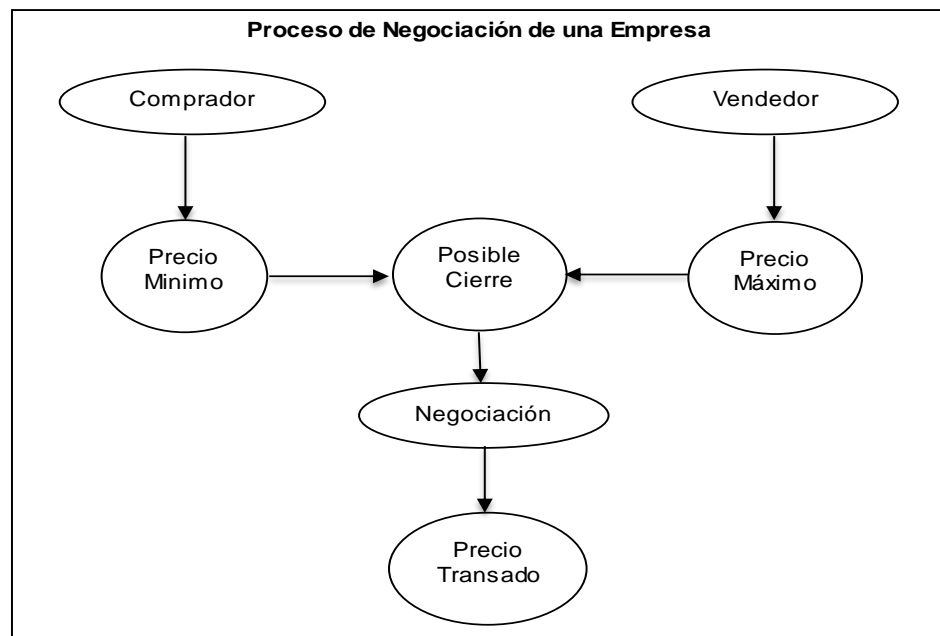 Proceso de Negociación de una Empresa
Comprador
Vendedor
Precio
Minimo
Posible
Cierre
Precio
Máximo
Negociación
Precio
Transado